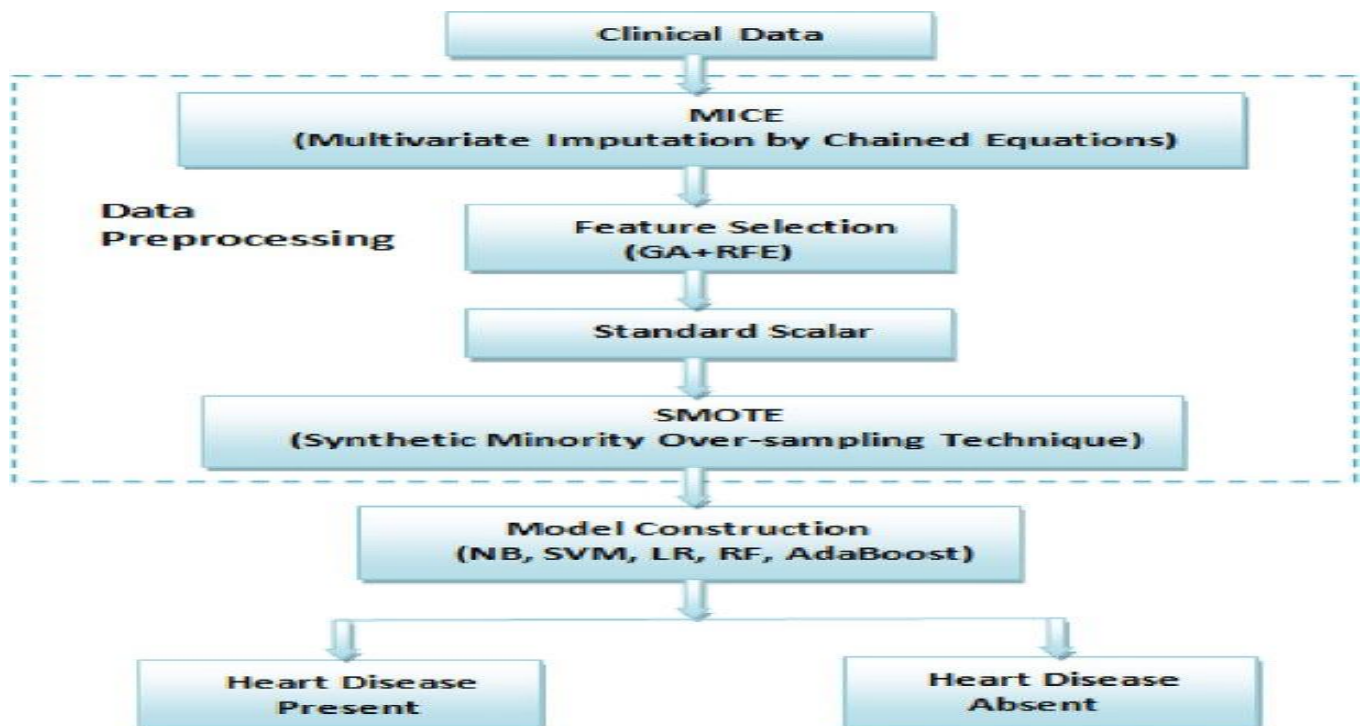 Clinical Data
MICE
(Multivariate Imputation by Chained Equations)
Data
Preprocessing
Feature Selection
(GA+RFE)
Standard Scalar
SMOTE
(Synthetic Minority Over-sampling Technique)
Model Construction
(NB, SVM, LR, RF, AdaBoost)
Heart Disease
Present
Heart Disease
Absent